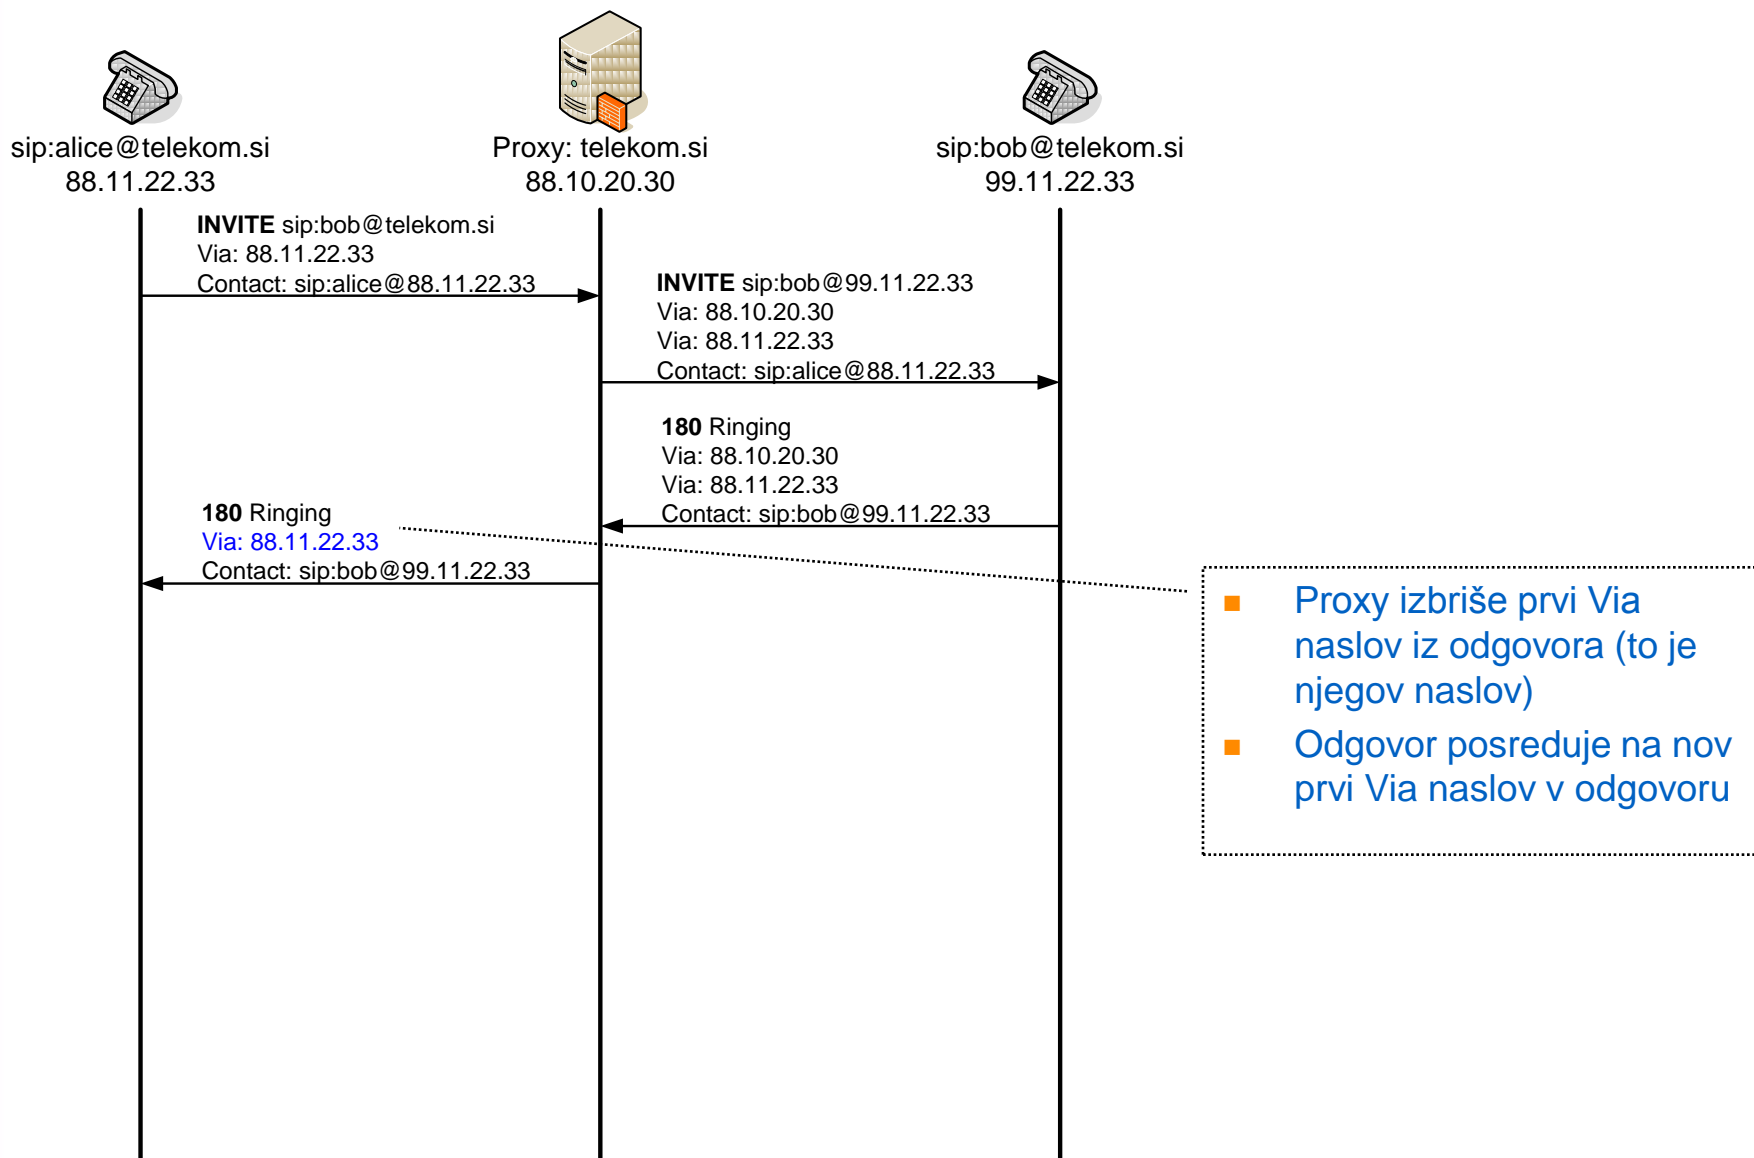 sip:alice@telekom.si
88.11.22.33
Proxy: telekom.si
88.10.20.30
sip:bob@telekom.si
99.11.22.33
INVITE sip:bob@telekom.si
Via: 88.11.22.33
Contact: sip:alice@88.11.22.33
INVITE sip:bob@99.11.22.33
Via: 88.10.20.30
Via: 88.11.22.33
Contact: sip:alice@88.11.22.33
180 Ringing
Via: 88.10.20.30
Via: 88.11.22.33
Contact: sip:bob@99.11.22.33
180 Ringing
Via: 88.11.22.33
Contact: sip:bob@99.11.22.33
Proxy izbriše prvi Via
naslov iz odgovora (to je
njegov naslov)
Odgovor posreduje na nov
prvi Via naslov v odgovoru